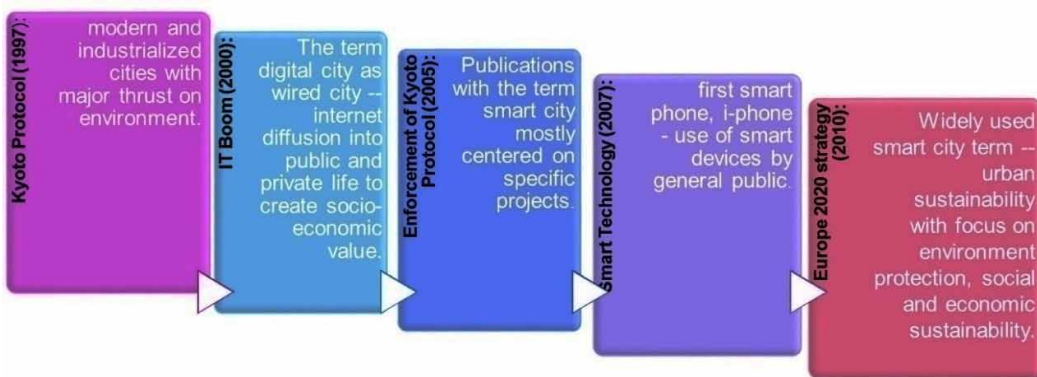 Kyoto Protocol (1997):
modern and
industrialized
cities with
major thrust on
environment.
IT Boom (2000):
The term
digital city as
wired city --
internet
diffusion into
public and
private life to
create socio-
economic
value.
Enforcement of Kyoto
Protocol (2005):
Publications
with the term
smart city
mostly
centered on
specific
projects.
Smart Technology (2007):
first smart
phone, i-phone
- use of smart
devices by
general public.
Europe 2020 strategy
(2010):
Widely used
smart city term --
urban
sustainability
with focus on
environment
protection, social
and economic
sustainability.